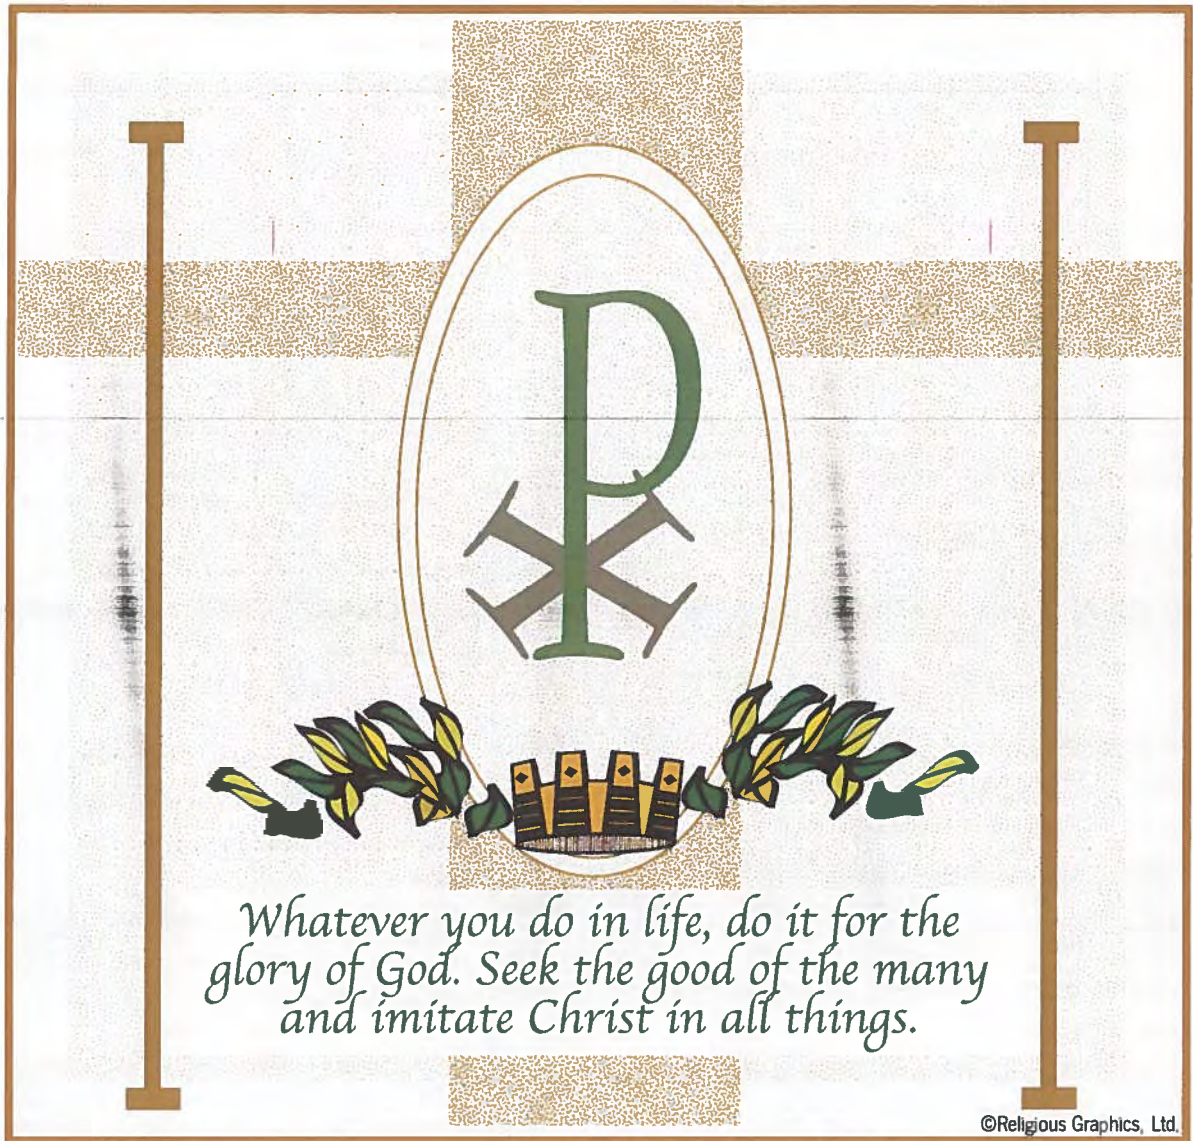 Whatever you do in life, do it for the
glory of God. Seek the good of the many
and imitate Christ in all things.
©Religious Graphics, Ltd.